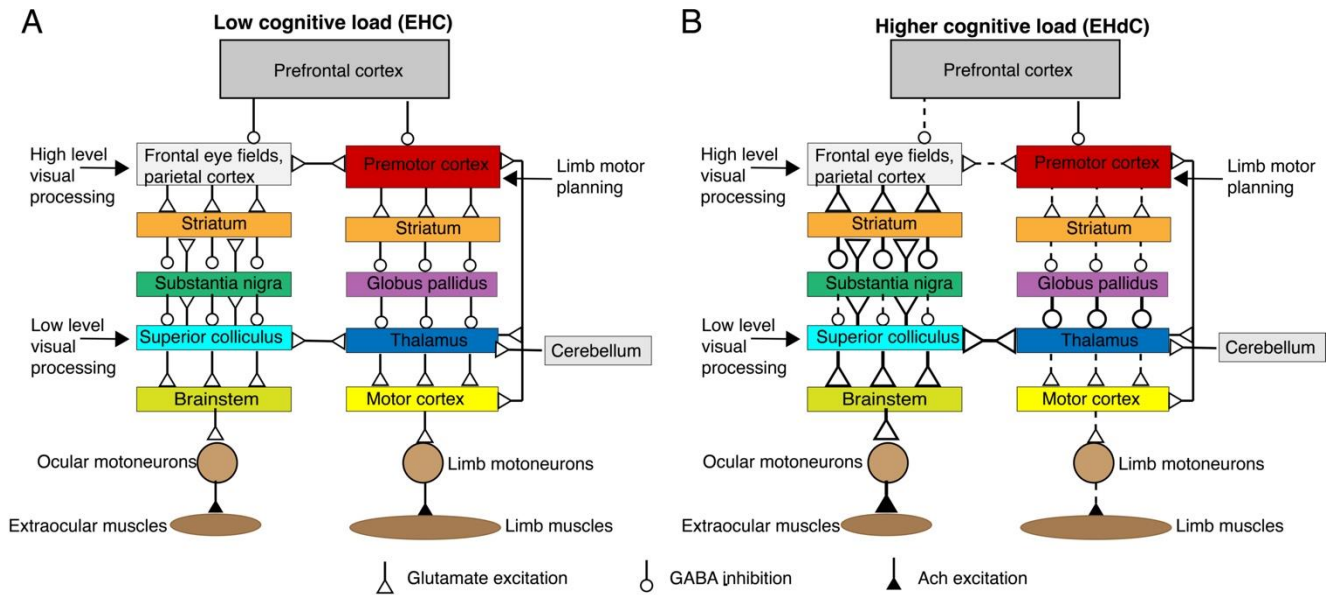 A
Low cognitive load (EHC)
Prefrontal cortex
High level
visual
processing
Frontal eye fields,
parietal cortex
Premotor cortex
Limb motor
planning
Striatum
Striatum
Substantia nigra
Globus pallidus
Low level
visual
processing
Superior colliculus
Thalamus
Cerebellum
Brainstem
Motor cortex
Ocular motoneurons
Limb motoneurons
Extraocular muscles
Limb muscles
B
Higher cognitive load (EHdC)
Prefrontal cortex
High level
visual
processing
Frontal eye fields,
parietal cortex
Premotor cortex
Limb motor
planning
Striatum
Striatum
Substantia nigra
Globus pallidus
Low level
visual
processing
Superior colliculus
Thalamus
Cerebellum
Brainstem
Motor cortex
Ocular motoneurons
Limb motoneurons
Extraocular muscles
Limb muscles
Glutamate excitation
GABA inhibition
Ach excitation